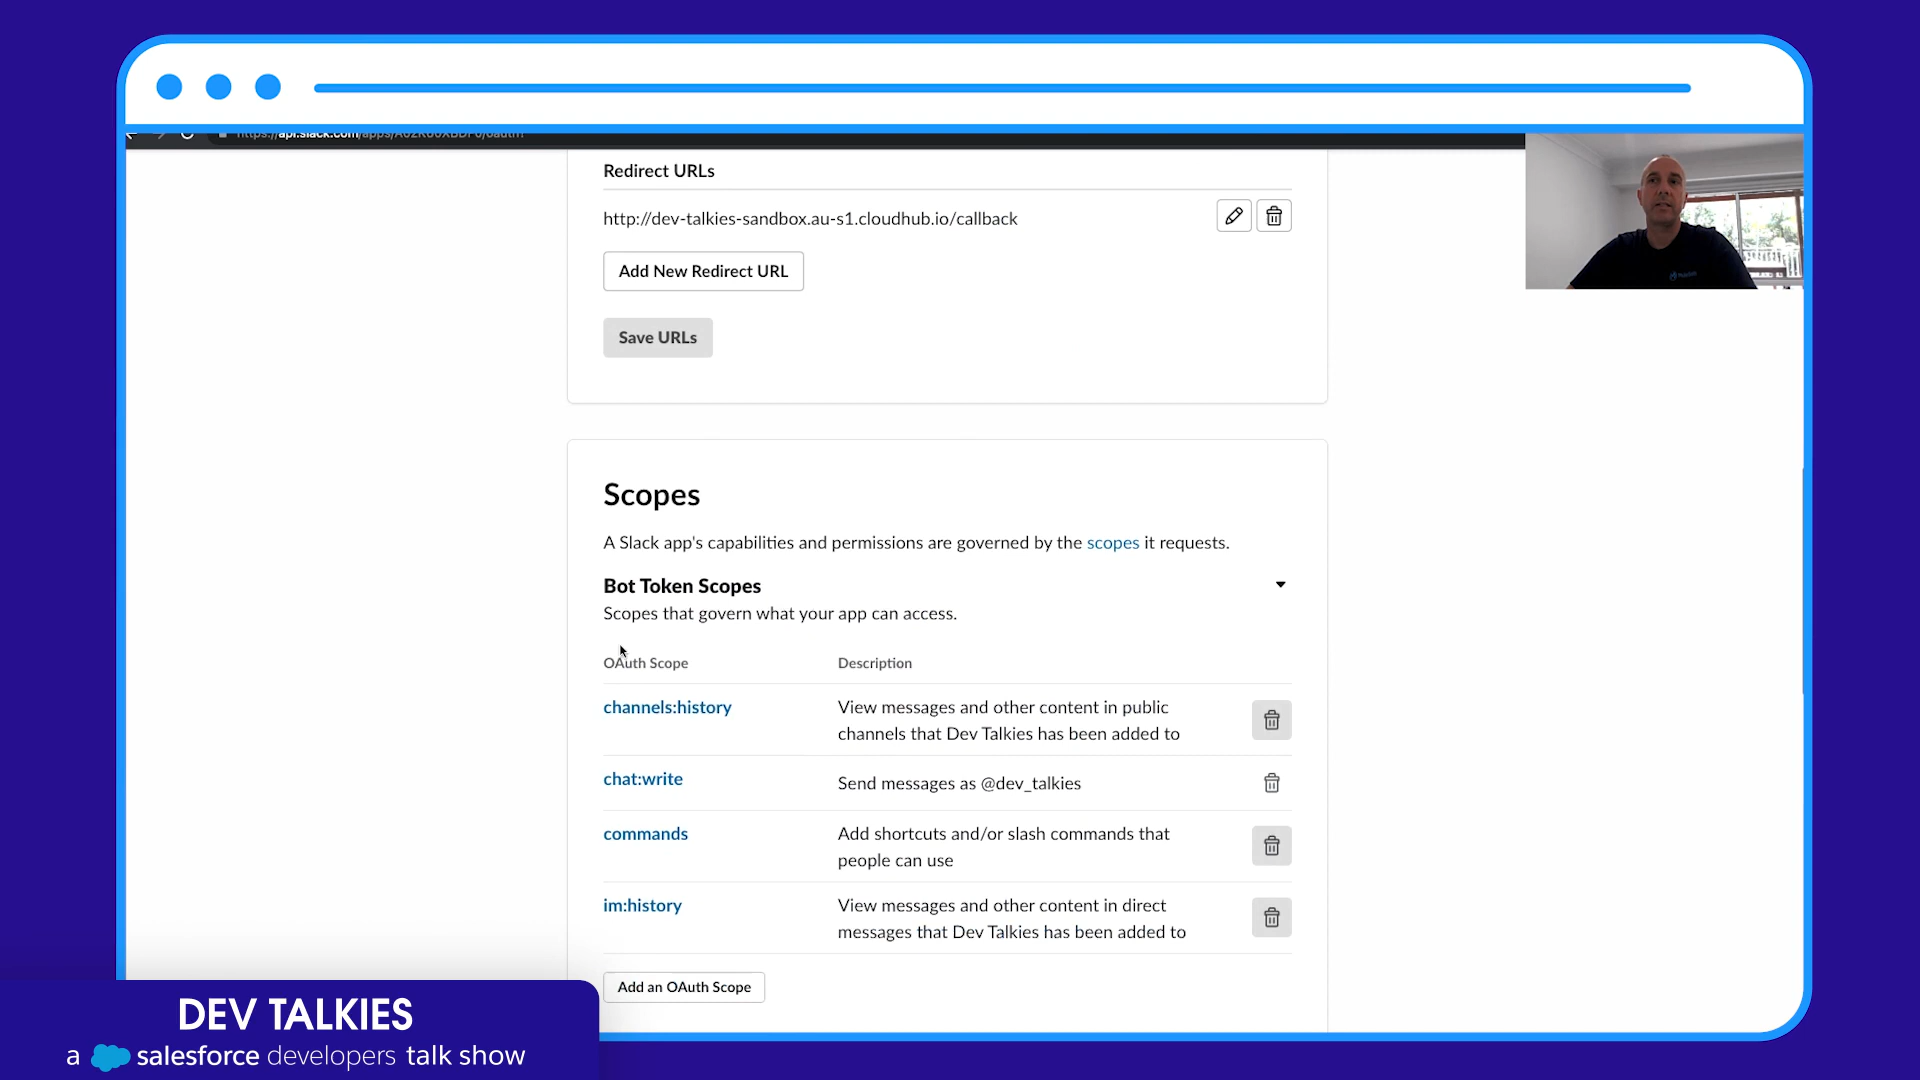 Redirect URLs
http://dev-talkies-sandbox.au-s1.cloudhub.io/callback
Add New Redirect URL
Save URLs
Scopes
A Slack app's capabilities and permissions are governed by the scopes it requests.
Bot Token Scopes
Scopes that govern what your app can access.
OAuth Scope Description
channels:history View messages and other content in public
channels that Dev Talkies has been added to
chat:write Send messages as @dev_talkies
commands Add shortcuts and/or slash commands that
people can use
im:history View messages and other content in direct
messages that Dev Talkies has been added to
Add an OAuth Scope
DEV TALKIES
a salesforce developers talk show